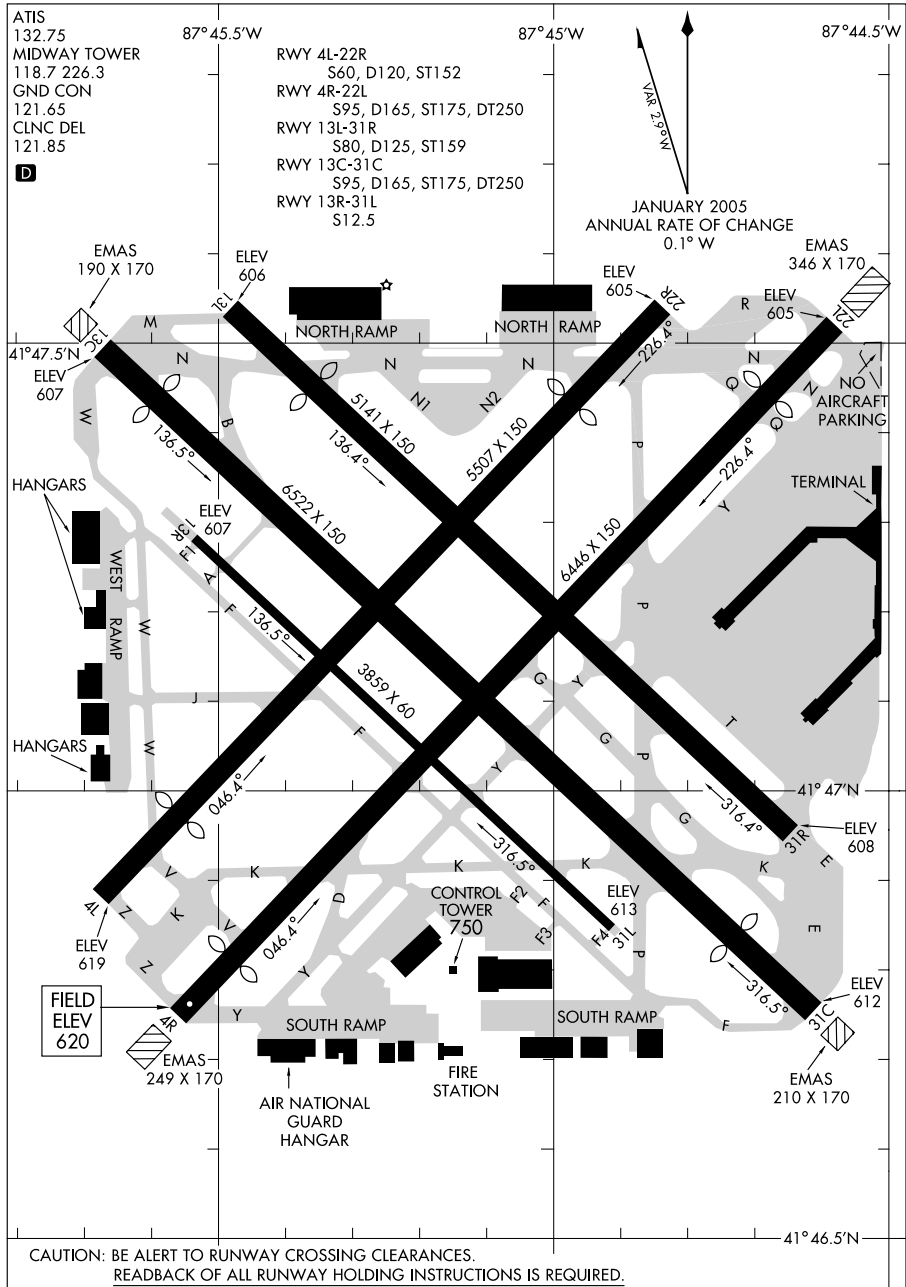 ATIS
132.75
MIDWAY TOWER
118.7 226.3
GND CON
121.65
CLNC DEL
121.85
D
87°45.5'W
87°45'W
87°44.5'W
RWY 4L-22R
S60, D120, ST152
RWY 4R-22L
S95, D165, ST175, DT250
RWY 13L-31R
S80, D125, ST159
RWY 13C-31C
S95, D165, ST175, DT250
RWY 13R-31L
S12.5
VAR 2.9°W
JANUARY 2005
ANNUAL RATE OF CHANGE
0.1° W
EMAS
190 X 170
ELEV
606
ELEV
605
EMAS
346 X 170
ELEV
605
13L
22R
22L
R
M
NORTH RAMP
NORTH RAMP
41°47.5'N
13C
ELEV
607
N
N
N
N
N1
N2
226.4°
Q
Q
N
NO
AIRCRAFT
PARKING
W
B
136.5°
5141 X 150
136.4°
5507 X 150
P
226.4°
Y
TERMINAL
HANGARS
6522 X 150
6446 X 150
ELEV
607
13R
F1
A
F
WEST
RAMP
W
136.5°
P
3859 X 60
G
Y
J
F
G
T
P
W
HANGARS
Y
046.4°
41°47'N
316.4°
G
31R
ELEV
608
E
316.5°
V
K
K
K
K
D
4L
Z
K
V
F2
F
ELEV
613
E
CONTROL
TOWER
750
046.4°
F3
F4
31L
P
ELEV
619
Z
Y
316.5°
ELEV
612
FIELD
ELEV
620
4R
Y
SOUTH RAMP
SOUTH RAMP
F
31C
EMAS
249 X 170
FIRE
STATION
EMAS
210 X 170
AIR NATIONAL
GUARD
HANGAR
41°46.5'N
CAUTION: BE ALERT TO RUNWAY CROSSING CLEARANCES.
READBACK OF ALL RUNWAY HOLDING INSTRUCTIONS IS REQUIRED.